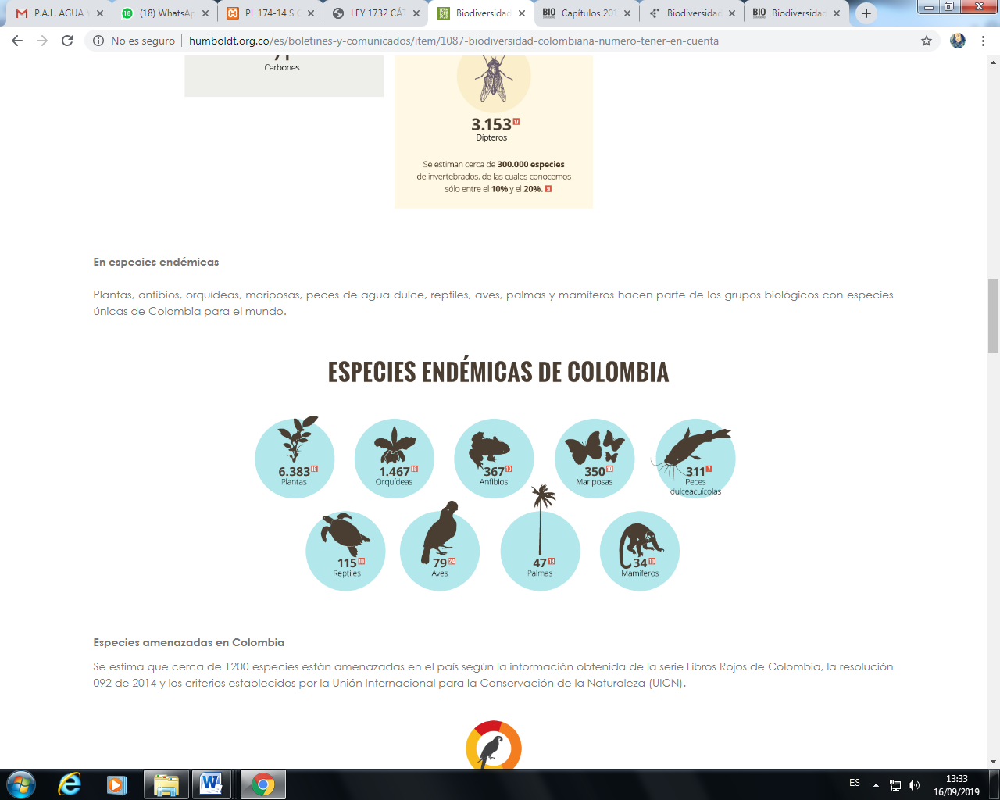 P.A.L. AGUA Y
(18) WhatsAp
PL 174-14 S C
LEY 1732 CÁT
Biodiversidad
BIO Capítulos 201
Biodiversidad
BIO Biodiversidad
No es seguro | humboldt.org.co/es/boletines-y-comunicados/item/1087-biodiversidad-colombiana-numero-tener-en-cuenta
Carbones
3.153 17
Dípteros
Se estiman cerca de 300.000 especies
de invertebrados, de las cuales conocemos
sólo entre el 10% y el 20%. 9
En especies endémicas
Plantas, anfibios, orquídeas, mariposas, peces de agua dulce, reptiles, aves, palmas y mamíferos hacen parte de los grupos biológicos con especies
únicas de Colombia para el mundo.
ESPECIES ENDÉMICAS DE COLOMBIA
6.383 18
Plantas
1.467 18
Orquídeas
367 10
Anfibios
350 10
Mariposas
311 7
Peces
dulceacuícolas
115 10
Reptiles
79 24
Aves
47 18
Palmas
34 10
Mamíferos
Especies amenazadas en Colombia
Se estima que cerca de 1200 especies están amenazadas en el país según la información obtenida de la serie Libros Rojos de Colombia, la resolución
092 de 2014 y los criterios establecidos por la Unión Internacional para la Conservación de la Naturaleza (UICN).
ES
13:33
16/09/2019